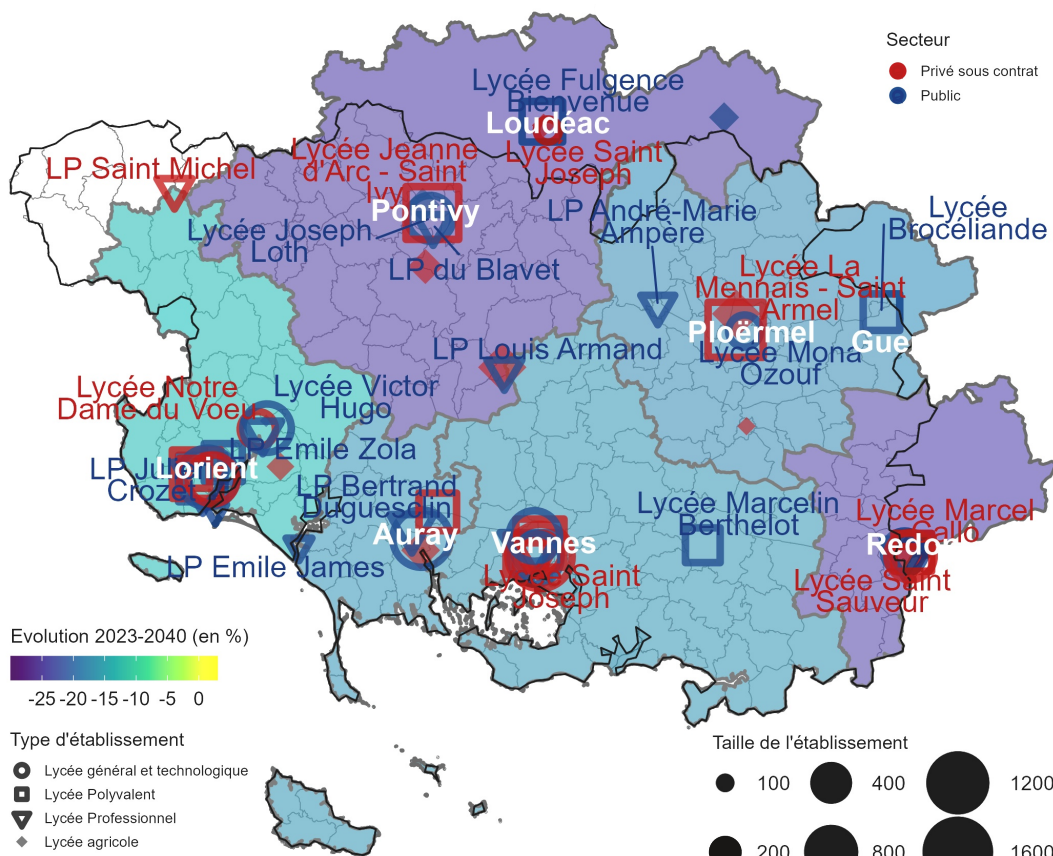 Secteur
Privé sous contrat
Public
Lycée Fulgence
Bienvenue
Loudéac
Lycée Saint
Joseph
Lycée Jeanne
d'Arc - Saint
Ivy
Pontivy
LP Saint Michel
Lycée Joseph
Loth
LP du Blavet
LP André-Marie
Ampère
Lycée
Brocéliande
Lycée La
Mennais - Saint
Armel
Ploërmel
Gue
Lycée Mona
Ozouf
LP Louis Armand
Lycée Notre
Dame du Voeu
Lycée Victor
Hugo
LP Emile Zola
LP Ju
Crozet
Lorient
LP Bertrand
Duguesclin
Auray
Vannes
Lycée Saint
Joseph
Lycée Marcelin
Berthelot
Lycée Marcel
Callo
Redo
Lycée Saint
Sauveur
LP Emile James
Evolution 2023-2040 (en %)
-25 -20 -15 -10 -5 0
Type d'établissement
Lycée général et technologique
Lycée Polyvalent
Lycée Professionnel
Lycée agricole
Taille de l'établissement
100 400 1200
200 800 1600